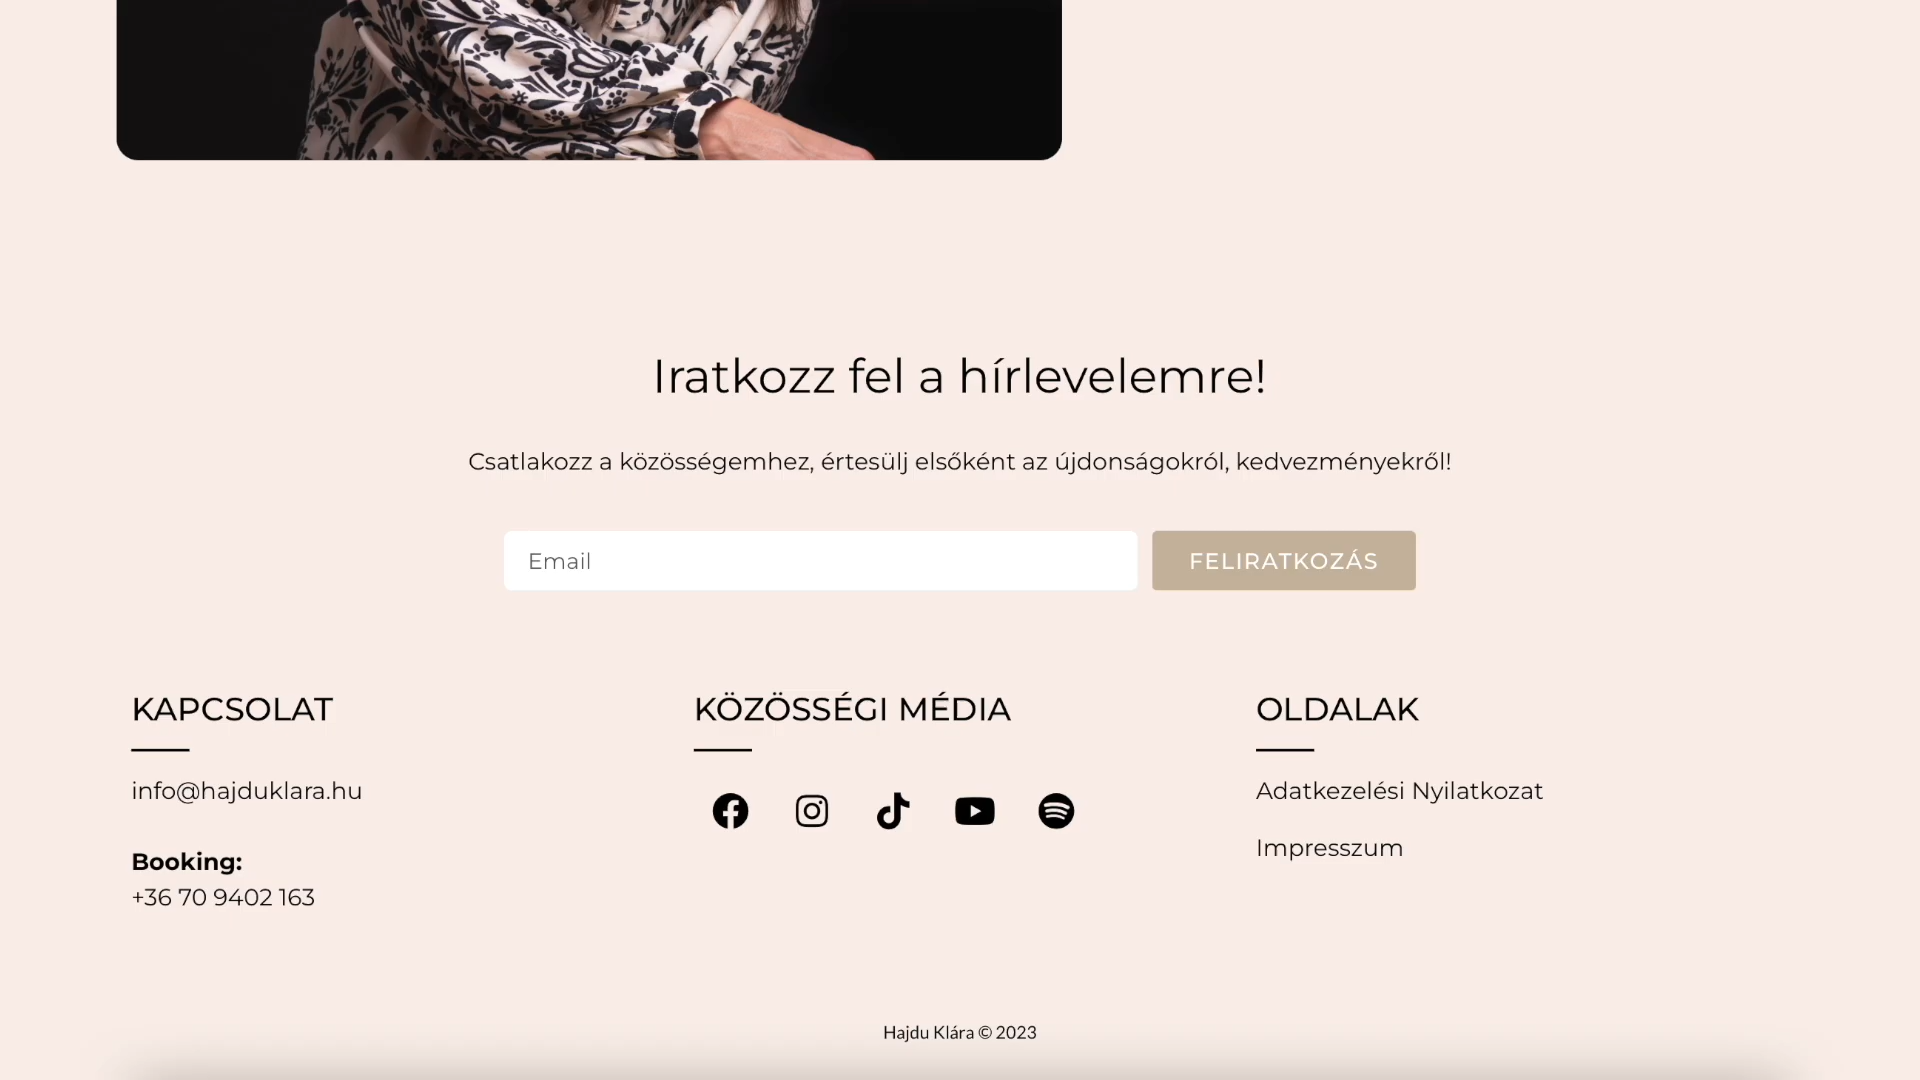 Iratkozz fel a hírlevelemre!
Csatlakozz a közösségemhez, értesülj elsőként az újdonságokról, kedvezményekről!
Email
FELIRATKOZÁS
KAPCSOLAT
info@hajduklara.hu
Booking:
+36 70 9402 163
KÖZÖSSÉGI MÉDIA
OLDALAK
Adatkezelési Nyilatkozat
Impresszum
Hajdu Klára © 2023